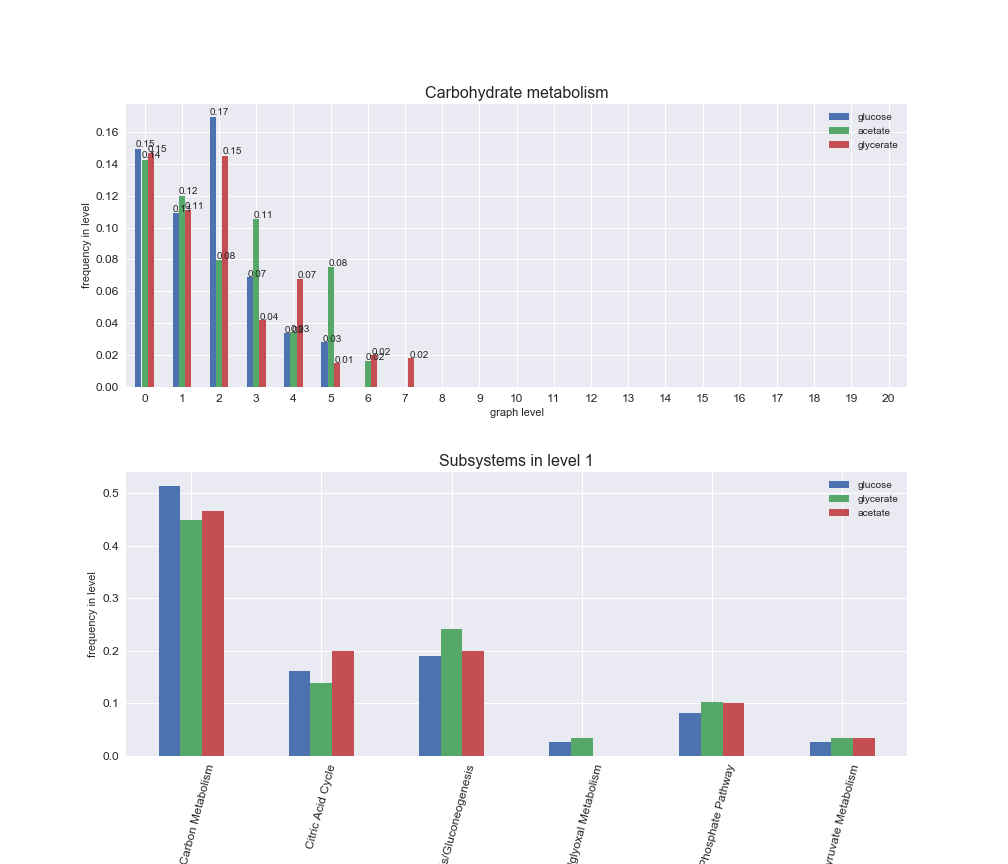 Carbohydrate metabolism
glucose
acetate
glycerate
frequency in level
0.16
0.14
0.12
0.10
0.08
0.06
0.04
0.02
0.00
0.15 0.14 0.15
0.11 0.12 0.11
0.17 0.08 0.15
0.07 0.11 0.04
0.03 0.03 0.07
0.03 0.08 0.01
0.02 0.02
0.02
0 1 2 3 4 5 6 7 8 9 10 11 12 13 14 15 16 17 18 19 20
graph level
Subsystems in level 1
glucose
glycerate
acetate
frequency in level
0.5
0.4
0.3
0.2
0.1
0.0
Carbon Metabolism
Citric Acid Cycle
s/Gluconeogenesis
glyoxal Metabolism
Phosphate Pathway
yruvate Metabolism